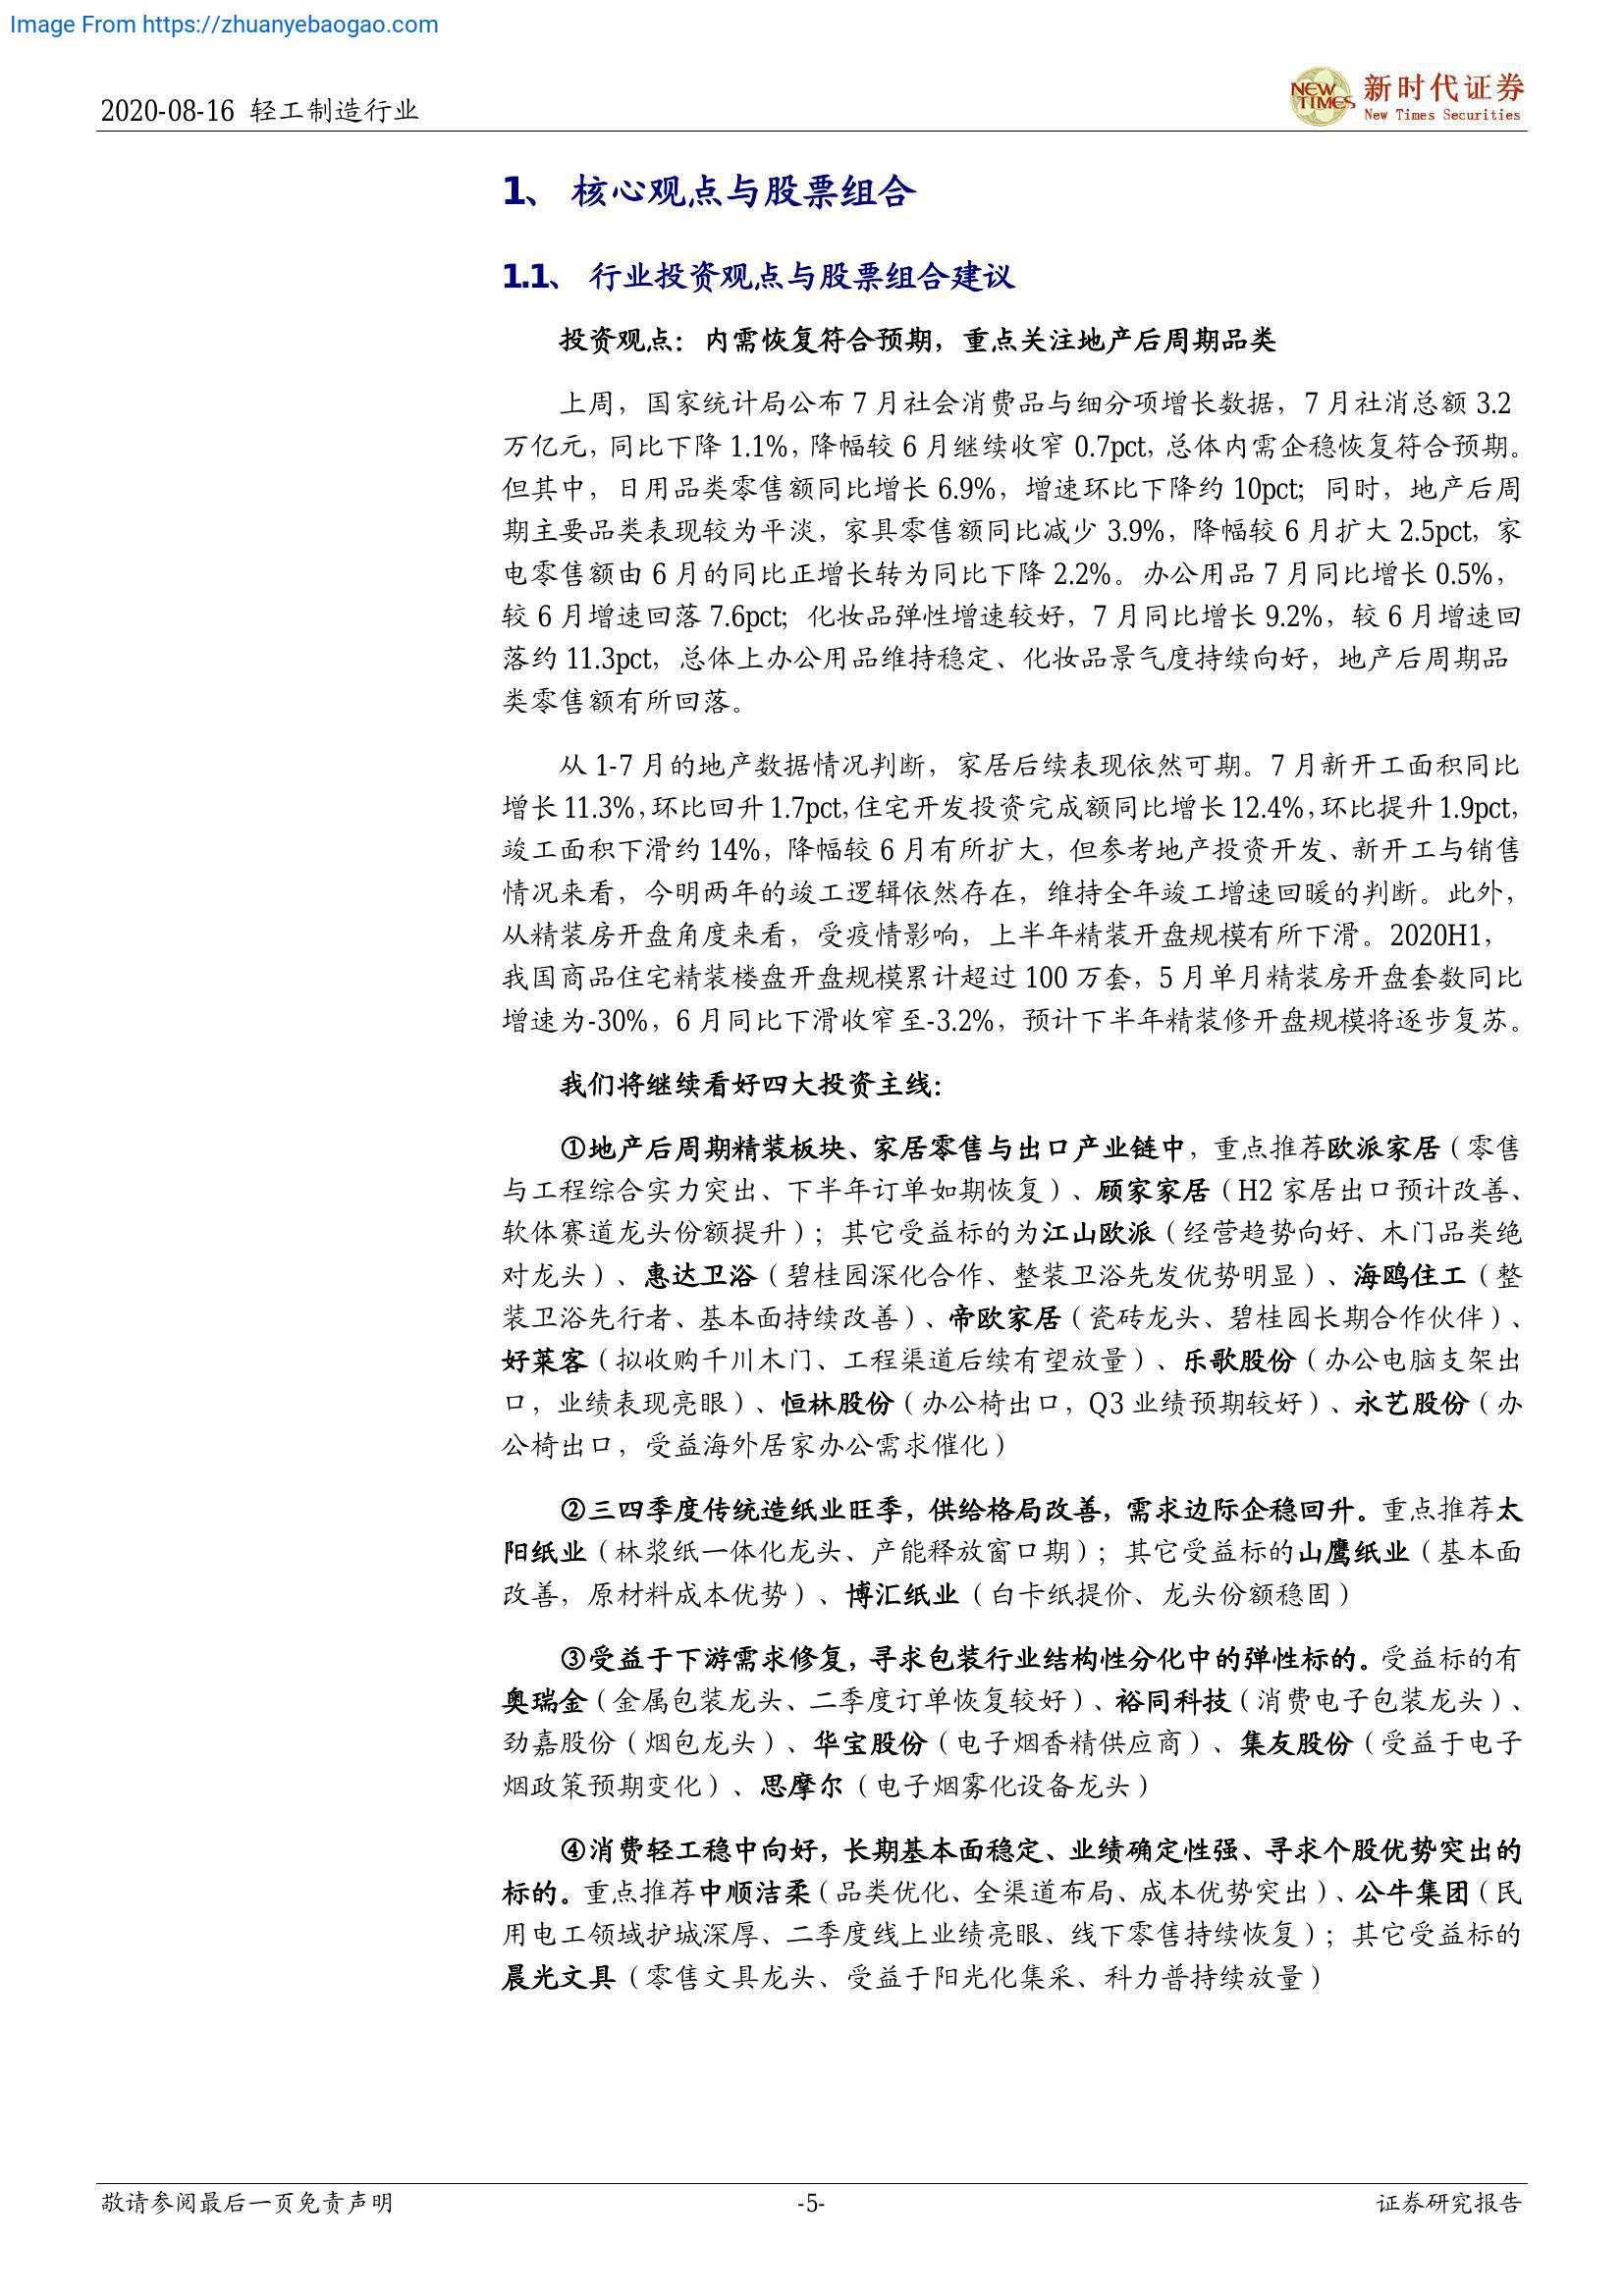 Image From https://zhuanyebaogao.com
2020-08-16 轻工制造行业
NEW TIMES
新时代证券
New Times Securities
1、 核心观点与股票组合
1.1、 行业投资观点与股票组合建议
投资观点：内需恢复符合预期，重点关注地产后周期品类
上周，国家统计局公布 7 月社会消费品与细分项增长数据，7 月社消总额 3.2
万亿元，同比下降 1.1%，降幅较 6 月继续收窄 0.7pct，总体内需企稳恢复符合预期。
但其中，日用品类零售额同比增长 6.9%，增速环比下降约 10pct；同时，地产后周
期主要品类表现较为平淡，家具零售额同比减少 3.9%，降幅较 6 月扩大 2.5pct，家
电零售额由 6 月的同比正增长转为同比下降 2.2%。办公用品 7 月同比增长 0.5%，
较 6 月增速回落 7.6pct；化妆品弹性增速较好，7 月同比增长 9.2%，较 6 月增速回
落约 11.3pct，总体上办公用品维持稳定、化妆品景气度持续向好，地产后周期品
类零售额有所回落。
从 1-7 月的地产数据情况判断，家居后续表现依然可期。7 月新开工面积同比
增长 11.3%，环比回升 1.7pct，住宅开发投资完成额同比增长 12.4%，环比提升 1.9pct，
竣工面积下滑约 14%，降幅较 6 月有所扩大，但参考地产投资开发、新开工与销售
情况来看，今明两年的竣工逻辑依然存在，维持全年竣工增速回暖的判断。此外，
从精装房开盘角度来看，受疫情影响，上半年精装开盘规模有所下滑。2020H1，
我国商品住宅精装楼盘开盘规模累计超过 100 万套，5 月单月精装房开盘套数同比
增速为-30%，6 月同比下滑收窄至-3.2%，预计下半年精装修开盘规模将逐步复苏。
我们将继续看好四大投资主线：
①地产后周期精装板块、家居零售与出口产业链中，重点推荐欧派家居（零售
与工程综合实力突出、下半年订单如期恢复）、顾家家居（H2 家居出口预计改善、
软体赛道龙头份额提升）；其它受益标的为江山欧派（经营趋势向好、木门品类绝
对龙头）、惠达卫浴（碧桂园深化合作、整装卫浴先发优势明显）、海鸥住工（整
装卫浴先行者、基本面持续改善）、帝欧家居（瓷砖龙头、碧桂园长期合作伙伴）、
好莱客（拟收购千川木门、工程渠道后续有望放量）、乐歌股份（办公电脑支架出
口，业绩表现亮眼）、恒林股份（办公椅出口，Q3 业绩预期较好）、永艺股份（办
公椅出口，受益海外居家办公需求催化）
②三四季度传统造纸业旺季，供给格局改善，需求边际企稳回升。重点推荐太
阳纸业（林浆纸一体化龙头、产能释放窗口期）；其它受益标的山鹰纸业（基本面
改善，原材料成本优势）、博汇纸业（白卡纸提价、龙头份额稳固）
③受益于下游需求修复，寻求包装行业结构性分化中的弹性标的。受益标的有
奥瑞金（金属包装龙头、二季度订单恢复较好）、裕同科技（消费电子包装龙头）、
劲嘉股份（烟包龙头）、华宝股份（电子烟香精供应商）、集友股份（受益于电子
烟政策预期变化）、思摩尔（电子烟雾化设备龙头）
④消费轻工稳中向好，长期基本面稳定、业绩确定性强、寻求个股优势突出的
标的。重点推荐中顺洁柔（品类优化、全渠道布局、成本优势突出）、公牛集团（民
用电工领域护城深厚、二季度线上业绩亮眼、线下零售持续恢复）；其它受益标的
晨光文具（零售文具龙头、受益于阳光化集采、科力普持续放量）
敬请参阅最后一页免责声明
-5-
证券研究报告